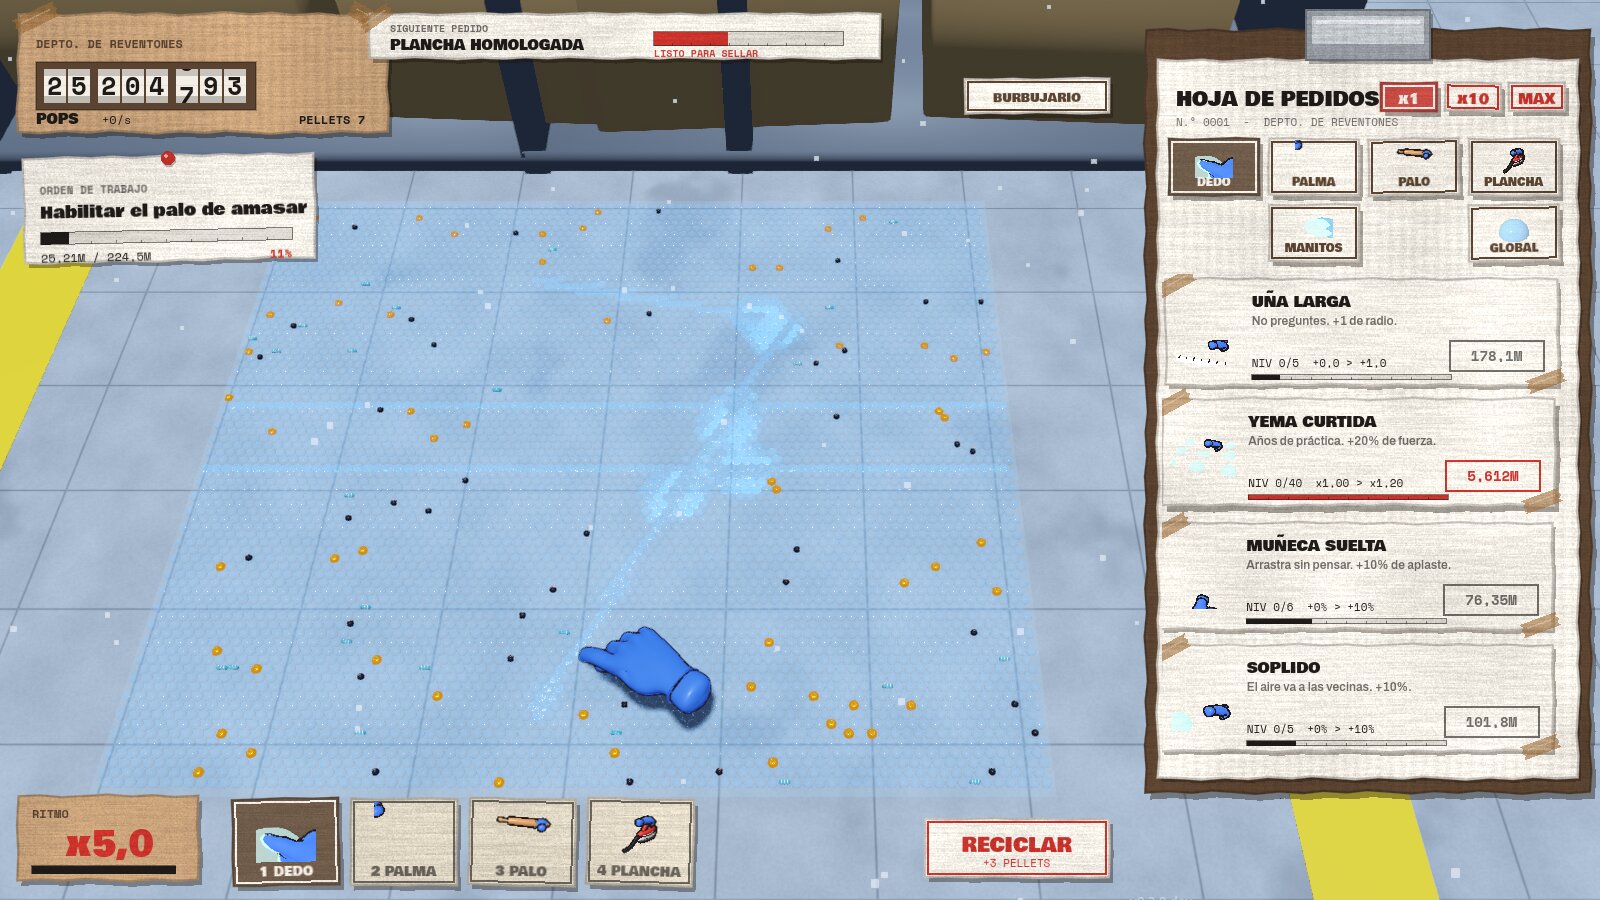 DEPTO. DE REVENTONES
25 204 793
POPS +0/s PELLETS 7
SIGUIENTE PEDIDO
PLANCHA HOMOLOGADA
LISTO PARA SELLAR
BURBUJARIO
ORDEN DE TRABAJO
Habilitar el palo de amasar
25,21M / 224,5M 11%
HOJA DE PEDIDOS x1 x10 MAX
N.° 0001 - DEPTO. DE REVENTONES
DEDO PALMA PALO PLANCHA
MANITOS GLOBAL
UÑA LARGA
No preguntes. +1 de radio.
NIV 0/5 +0,0 > +1,0 178,1M
YEMA CURTIDA
Años de práctica. +20% de fuerza.
NIV 0/40 x1,00 > x1,20 5,612M
MUÑECA SUELTA
Arrastra sin pensar. +10% de aplaste.
NIV 0/6 +0% > +10% 76,35M
SOPLIDO
El aire va a las vecinas. +10%.
NIV 0/5 +0% > +10% 101,8M
RITMO
x5,0
1 DEDO 2 PALMA 3 PALO 4 PLANCHA
RECICLAR
+3 PELLETS